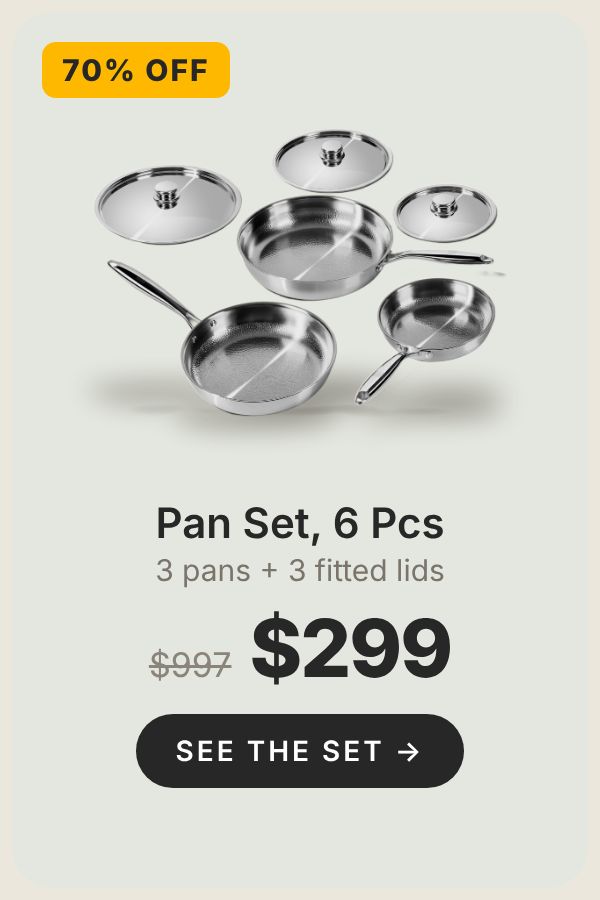 70% OFF
Pan Set, 6 Pcs
3 pans + 3 fitted lids
$997 $299
SEE THE SET →